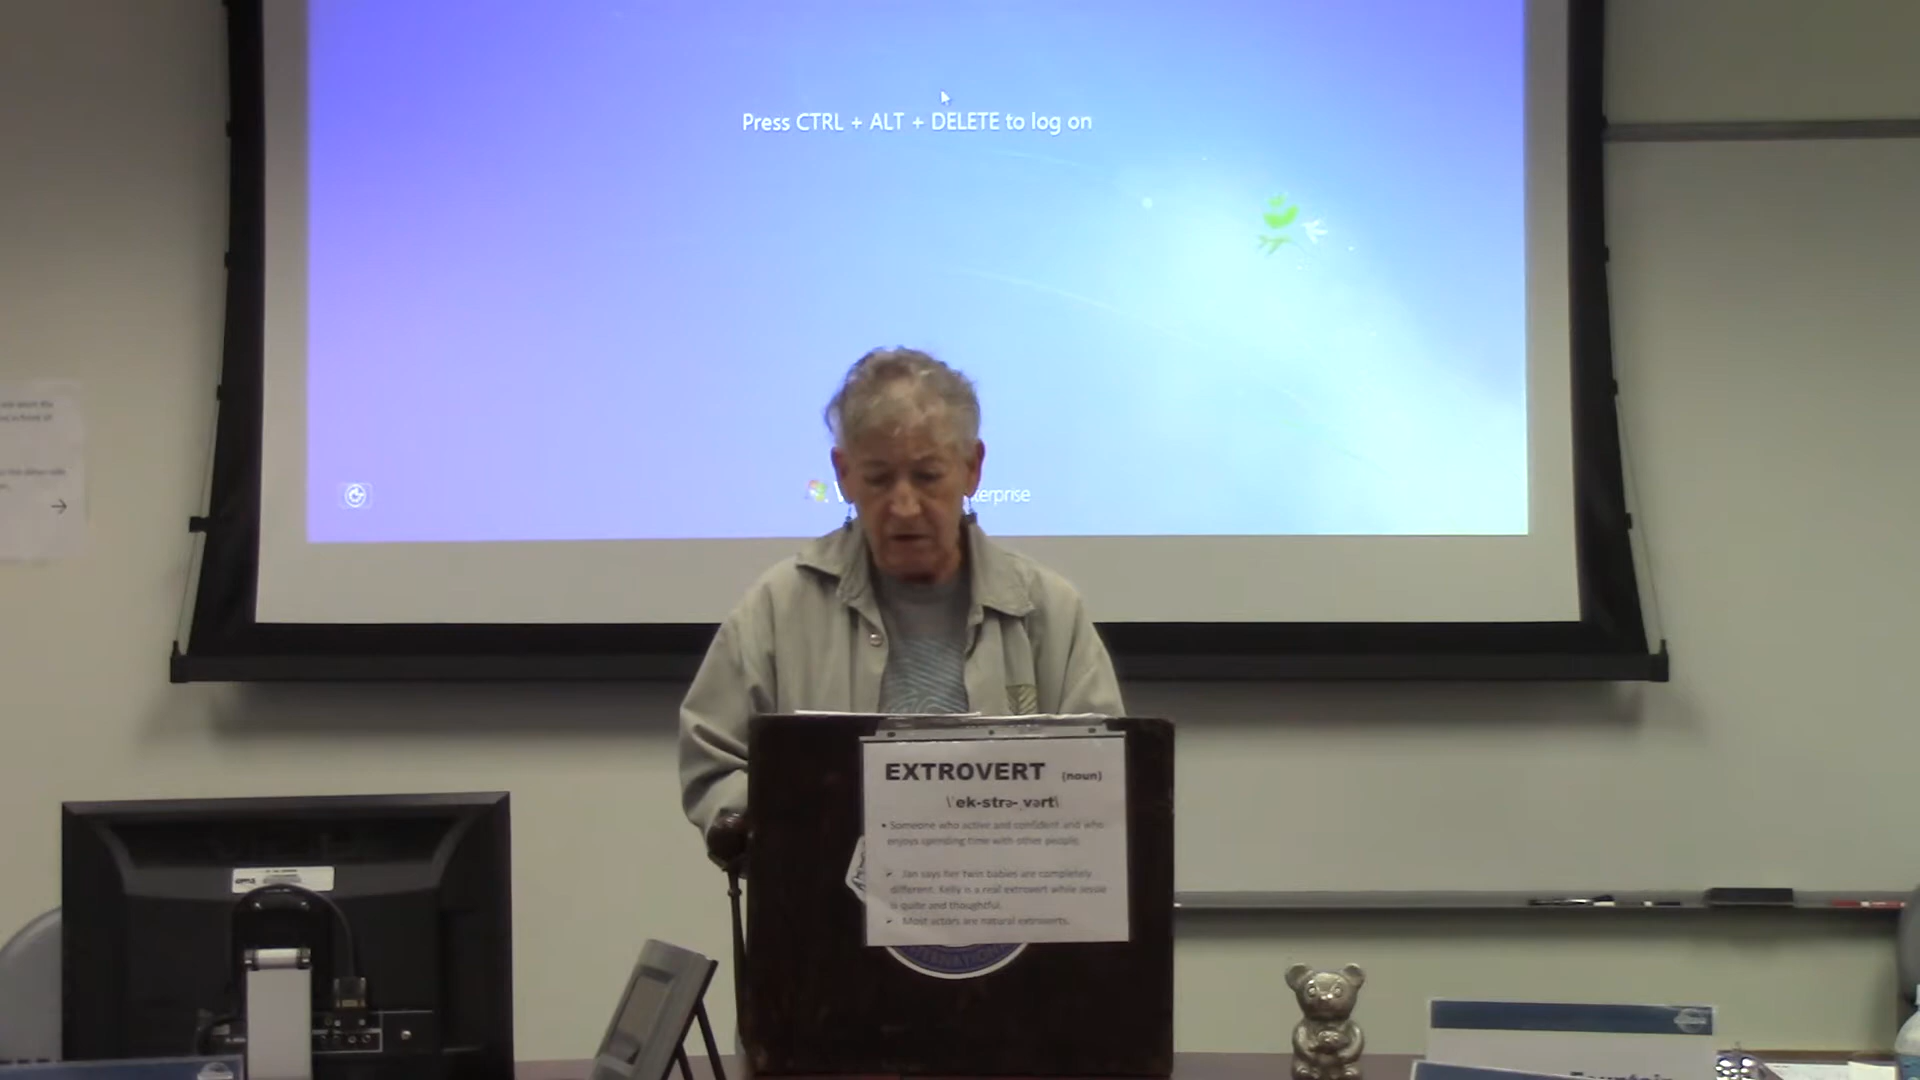 Press CTRL + ALT + DELETE to log on
terprise
EXTROVERT (noun)
\ˈek-strə-ˌvərt\
• Someone who active and confident and who
enjoys spending time with other people.
➢ Jan says her twin babies are completely
different. Kelly is a real extrovert while Jessie
is quite and thoughtful.
➢ Most actors are natural extroverts.